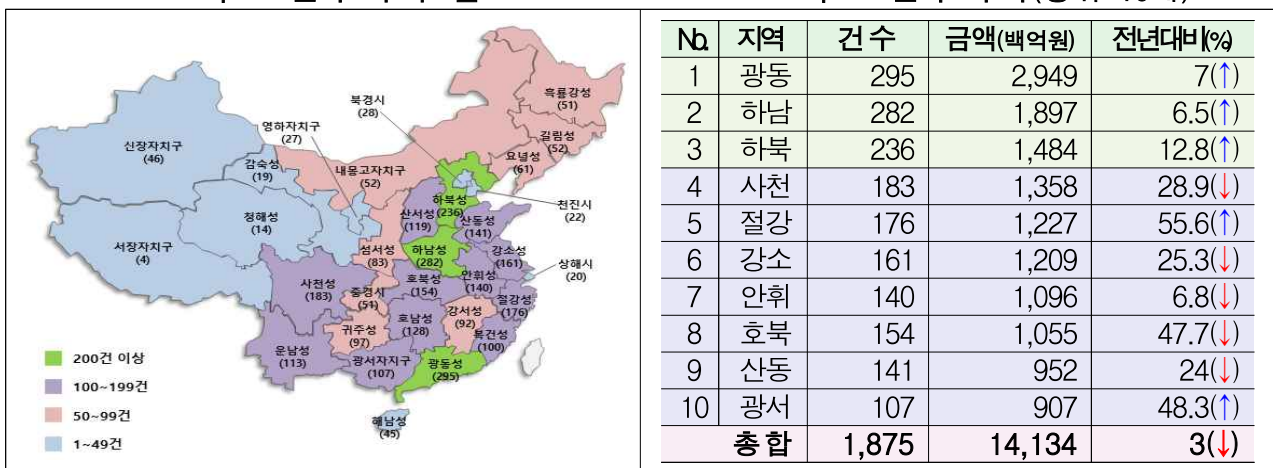 북경시
(28)
흑룡강성
(51)
영하자치구
(27)
길림성
(52)
신장자치구
(46)
감숙성
(19)
내몽고자치구
(52)
요녕성
(61)
하북성
(236)
천진시
(22)
청해성
(14)
산서성
(119)
산동성
(141)
서장자치구
(4)
섬서성
(83)
하남성
(282)
강소성
(161)
상해시
(20)
사천성
(183)
호북성
(154)
안휘성
(140)
중경시
(51)
절강성
(176)
호남성
(128)
강서성
(92)
귀주성
(97)
복건성
(100)
운남성
(113)
광서자지구
(107)
광동성
(295)
해남성
(45)
200건 이상
100~199건
50~99건
1~49건
No. 지역 건 수 금액(백억원) 전년대비(%)
1 광동 295 2,949 7(↑)
2 하남 282 1,897 6.5(↑)
3 하북 236 1,484 12.8(↑)
4 사천 183 1,358 28.9(↓)
5 절강 176 1,227 55.6(↑)
6 강소 161 1,209 25.3(↓)
7 안휘 140 1,096 6.8(↓)
8 호북 154 1,055 47.7(↓)
9 산동 141 952 24(↓)
10 광서 107 907 48.3(↑)
총 합 1,875 14,134 3(↓)